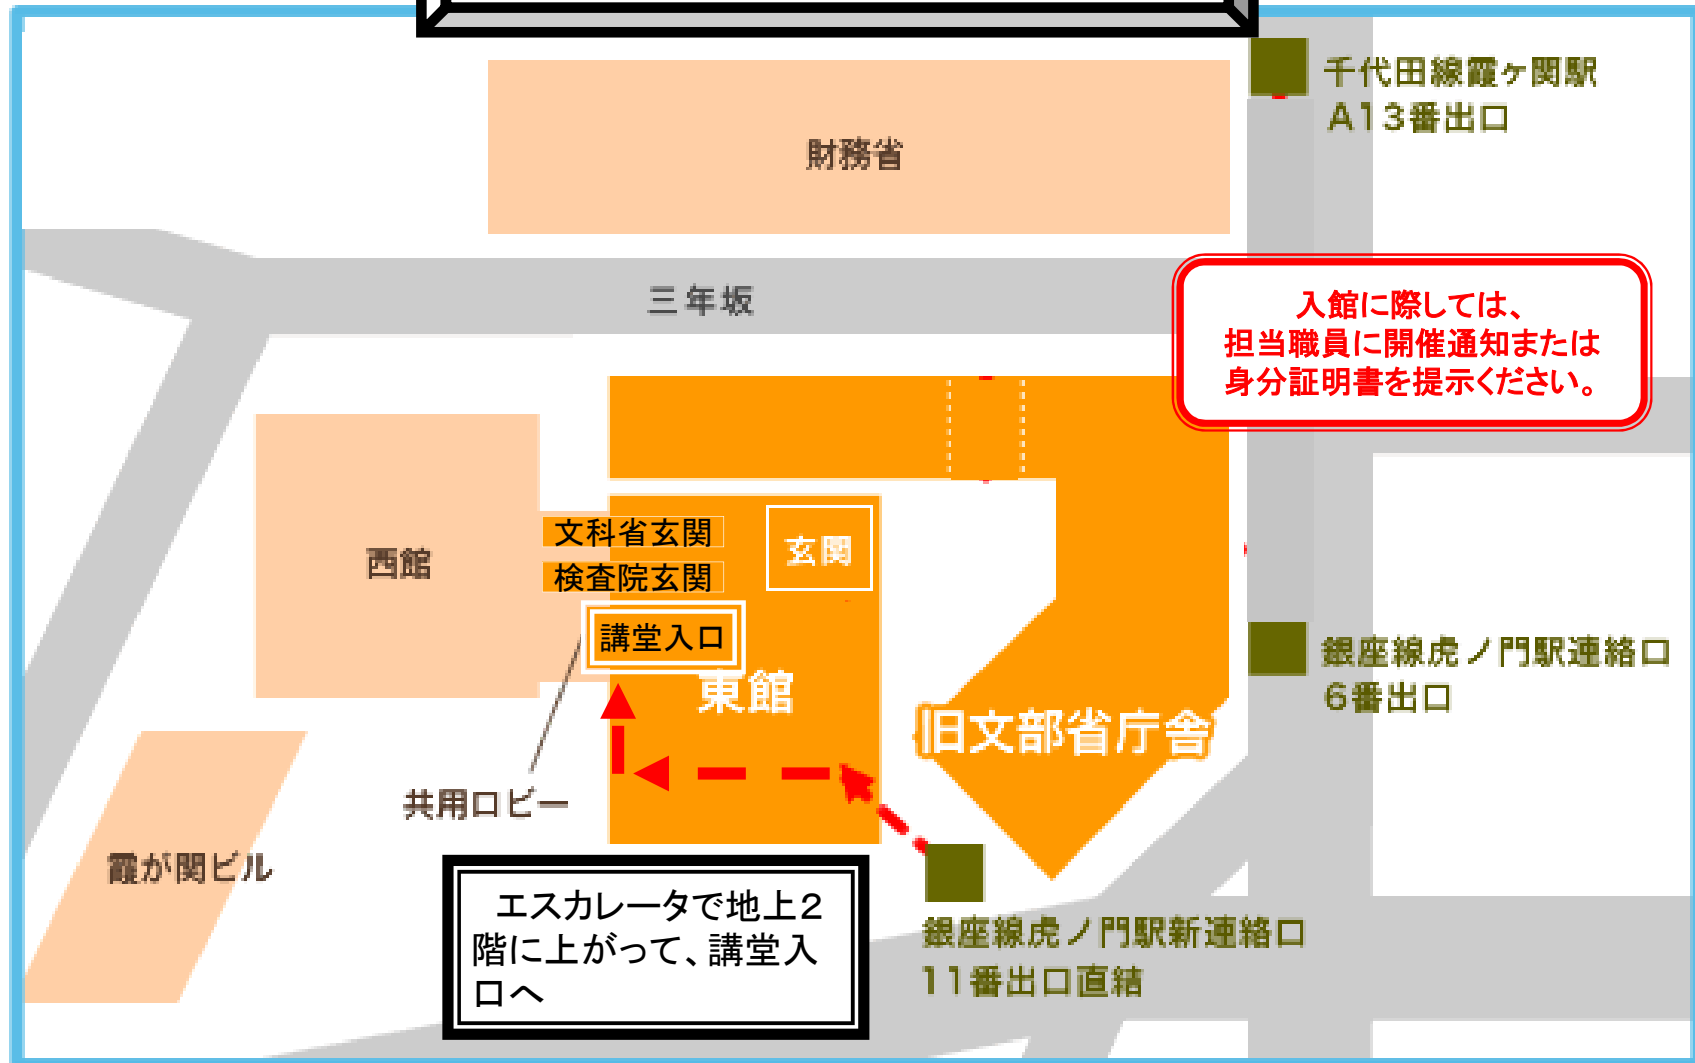 千代田線霞ヶ関駅
A13番出口
財務省
三年坂
入館に際しては、
担当職員に開催通知または
身分証明書を提示ください。
文科省玄関
玄関
西館
検査院玄関
講堂入口
東館
銀座線虎ノ門駅連絡口
6番出口
旧文部省庁舎
共用ロビー
霞が関ビル
エスカレータで地上2
階に上がって、講堂入
口へ
銀座線虎ノ門駅新連絡口
11番出口直結